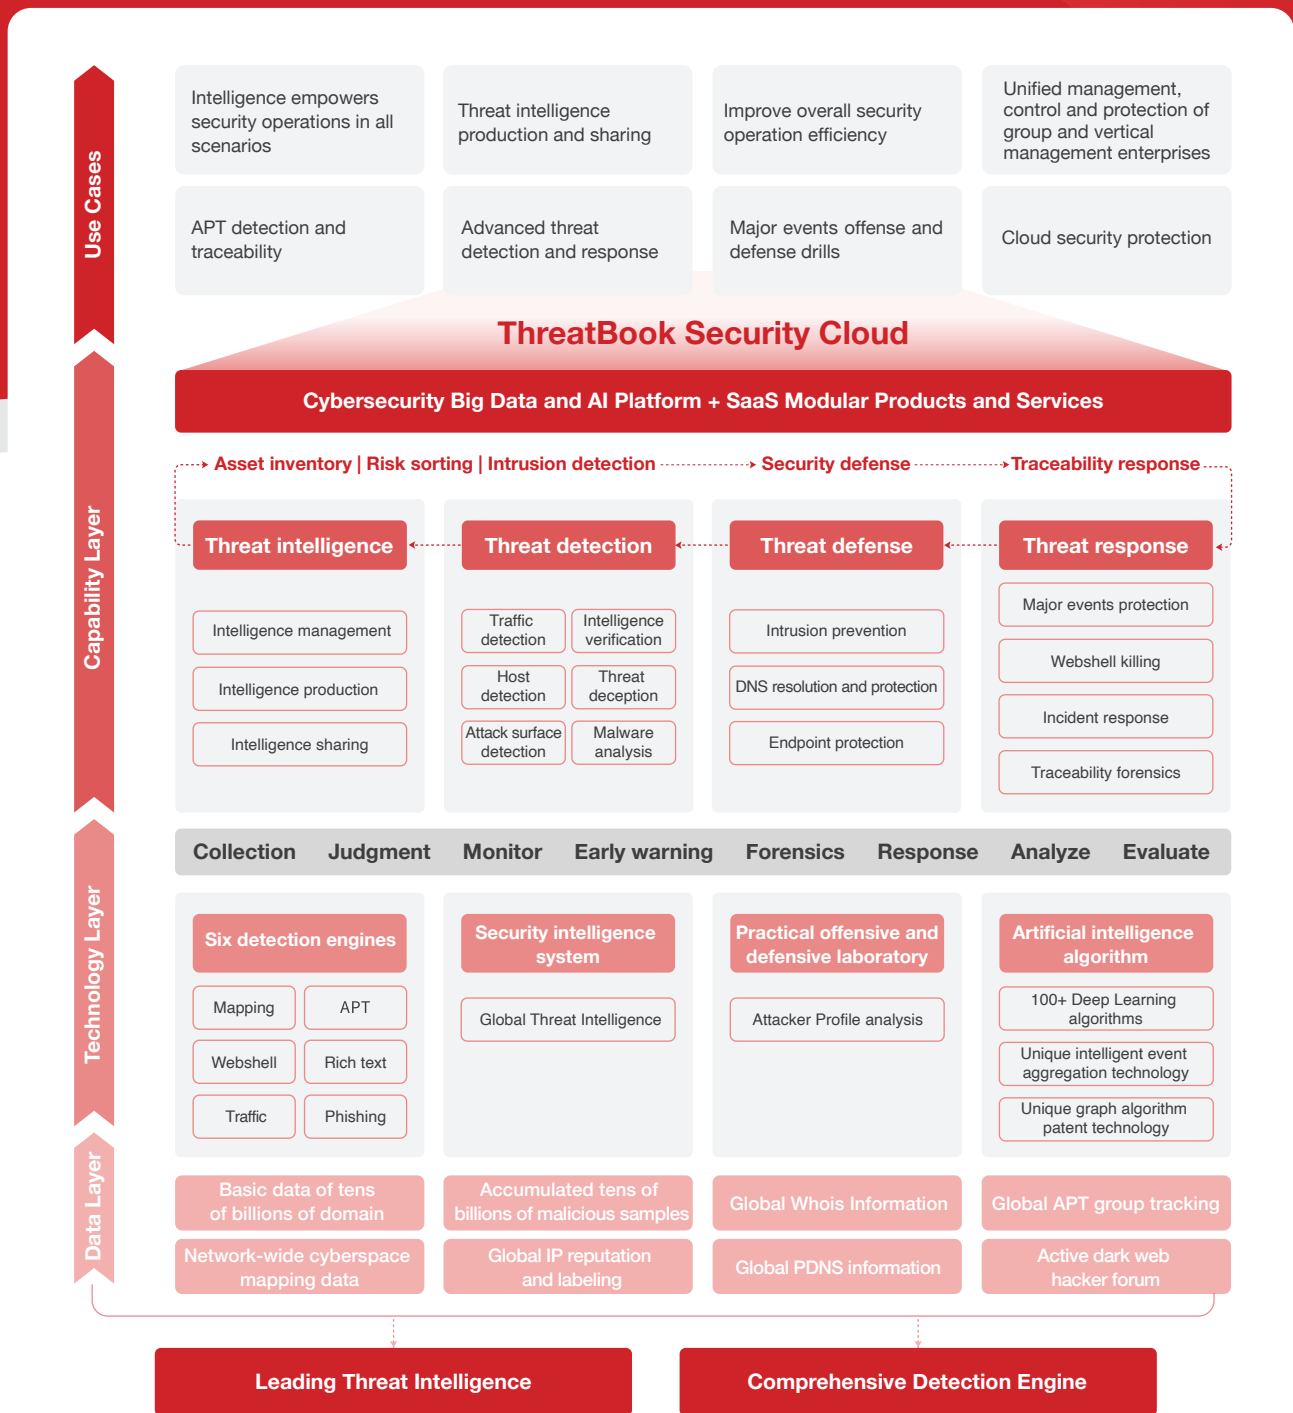 Use Cases
Intelligence empowers
security operations in all
scenarios
Threat intelligence
production and sharing
Improve overall security
operation efficiency
Unified management,
control and protection of
group and vertical
management enterprises
APT detection and
traceability
Advanced threat
detection and response
Major events offense and
defense drills
Cloud security protection
ThreatBook Security Cloud
Cybersecurity Big Data and AI Platform + SaaS Modular Products and Services
Capability Layer
Asset inventory | Risk sorting | Intrusion detection
Security defense
Traceability response
Threat intelligence
Intelligence management
Intelligence production
Intelligence sharing
Threat detection
Traffic
detection
Intelligence
verification
Host
detection
Threat
deception
Attack surface
detection
Malware
analysis
Threat defense
Intrusion prevention
DNS resolution and protection
Endpoint protection
Threat response
Major events protection
Webshell killing
Incident response
Traceability forensics
Collection Judgment Monitor Early warning Forensics Response Analyze Evaluate
Technology Layer
Six detection engines
Mapping
APT
Webshell
Rich text
Traffic
Phishing
Security intelligence
system
Global Threat Intelligence
Practical offensive and
defensive laboratory
Attacker Profile analysis
Artificial intelligence
algorithm
100+ Deep Learning
algorithms
Unique intelligent event
aggregation technology
Unique graph algorithm
patent technology
Data Layer
Basic data of tens
of billions of domain
Accumulated tens of
billions of malicious samples
Global Whois Information
Global APT group tracking
Network-wide cyberspace
mapping data
Global IP reputation
and labeling
Global PDNS information
Active dark web
hacker forum
Leading Threat Intelligence
Comprehensive Detection Engine